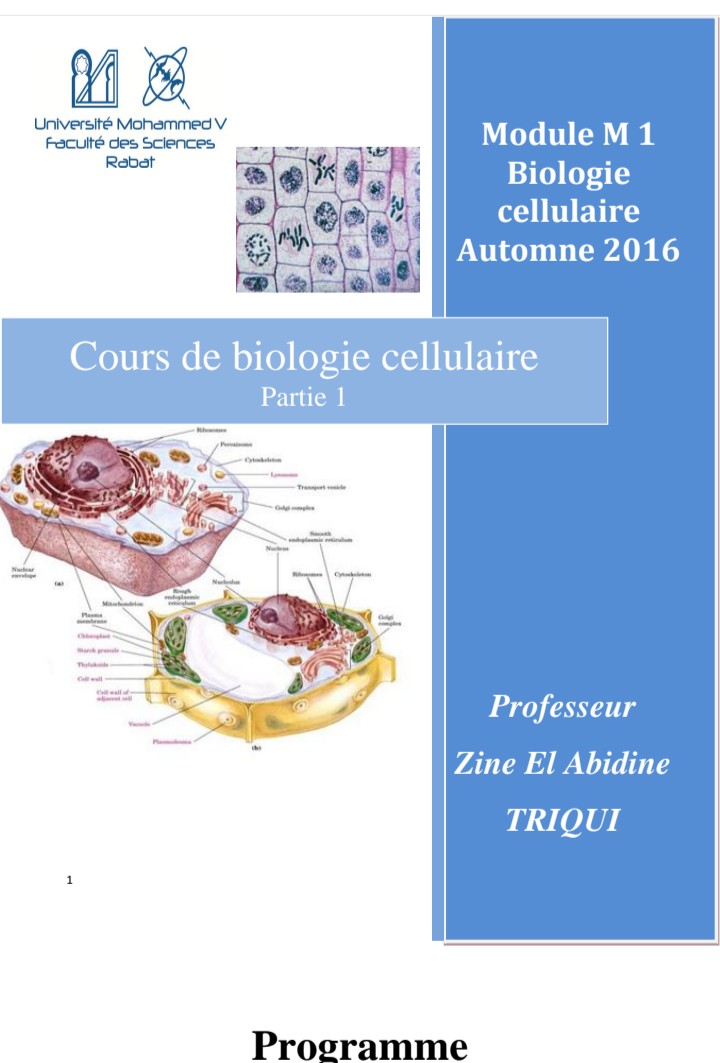 Université Mohammed V
Faculté des Sciences
Rabat
Module M 1
Biologie
cellulaire
Automne 2016
Cours de biologie cellulaire
Partie 1
Ribosomes
Peroxisome
Cytoskeleton
Lysosome
Transport vesicle
Golgi complex
Smooth
endoplasmic reticulum
Nucleus
Nuclear
envelope
(a)
Nucleolus
Ribosomes
Cytoskeleton
Rough
endoplasmic
reticulum
Mitochondrion
Plasma
membrane
Golgi
complex
Chloroplast
Starch granule
Thylakoids
Cell wall
Cell wall of
adjacent cell
Vacuole
Plasmodesma
(b)
Professeur
Zine El Abidine
TRIQUI
1
Programme